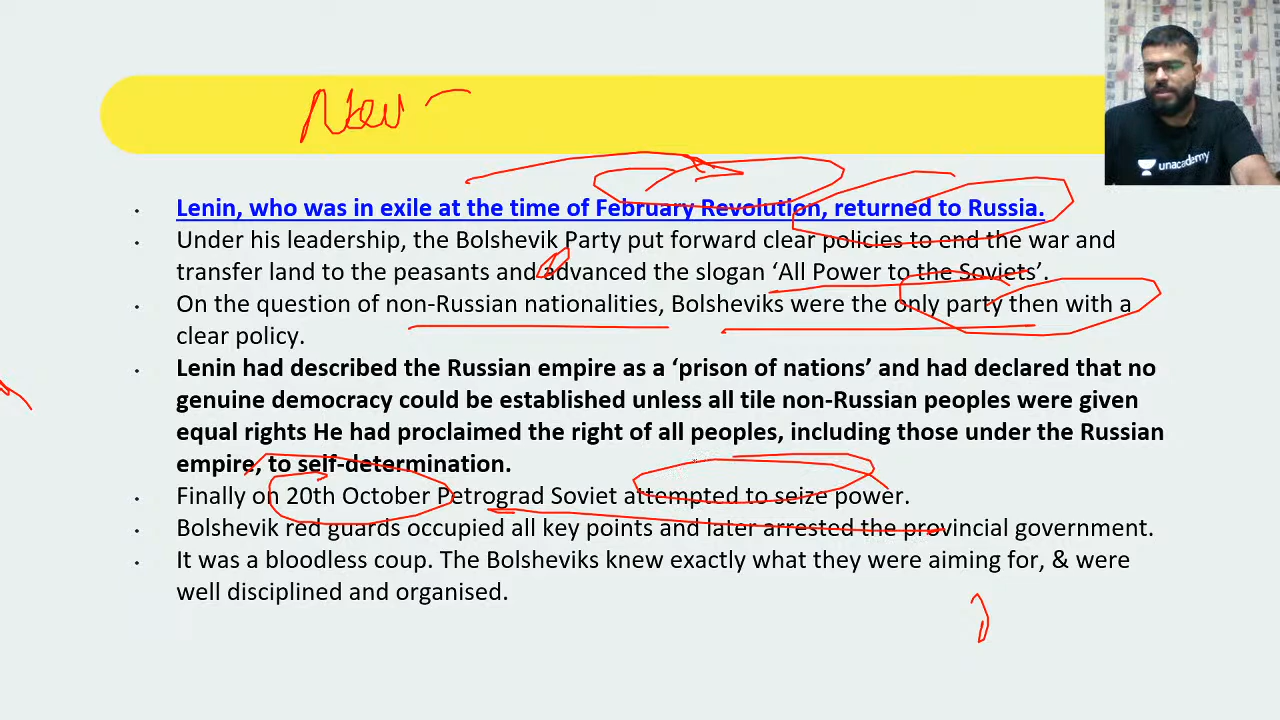 New
unacademy
Lenin, who was in exile at the time of February Revolution, returned to Russia.
Under his leadership, the Bolshevik Party put forward clear policies to end the war and
transfer land to the peasants and advanced the slogan ‘All Power to the Soviets’.
On the question of non-Russian nationalities, Bolsheviks were the only party then with a
clear policy.
Lenin had described the Russian empire as a ‘prison of nations’ and had declared that no
genuine democracy could be established unless all tile non-Russian peoples were given
equal rights He had proclaimed the right of all peoples, including those under the Russian
empire, to self-determination.
Finally on 20th October Petrograd Soviet attempted to seize power.
Bolshevik red guards occupied all key points and later arrested the provincial government.
It was a bloodless coup. The Bolsheviks knew exactly what they were aiming for, & were
well disciplined and organised.